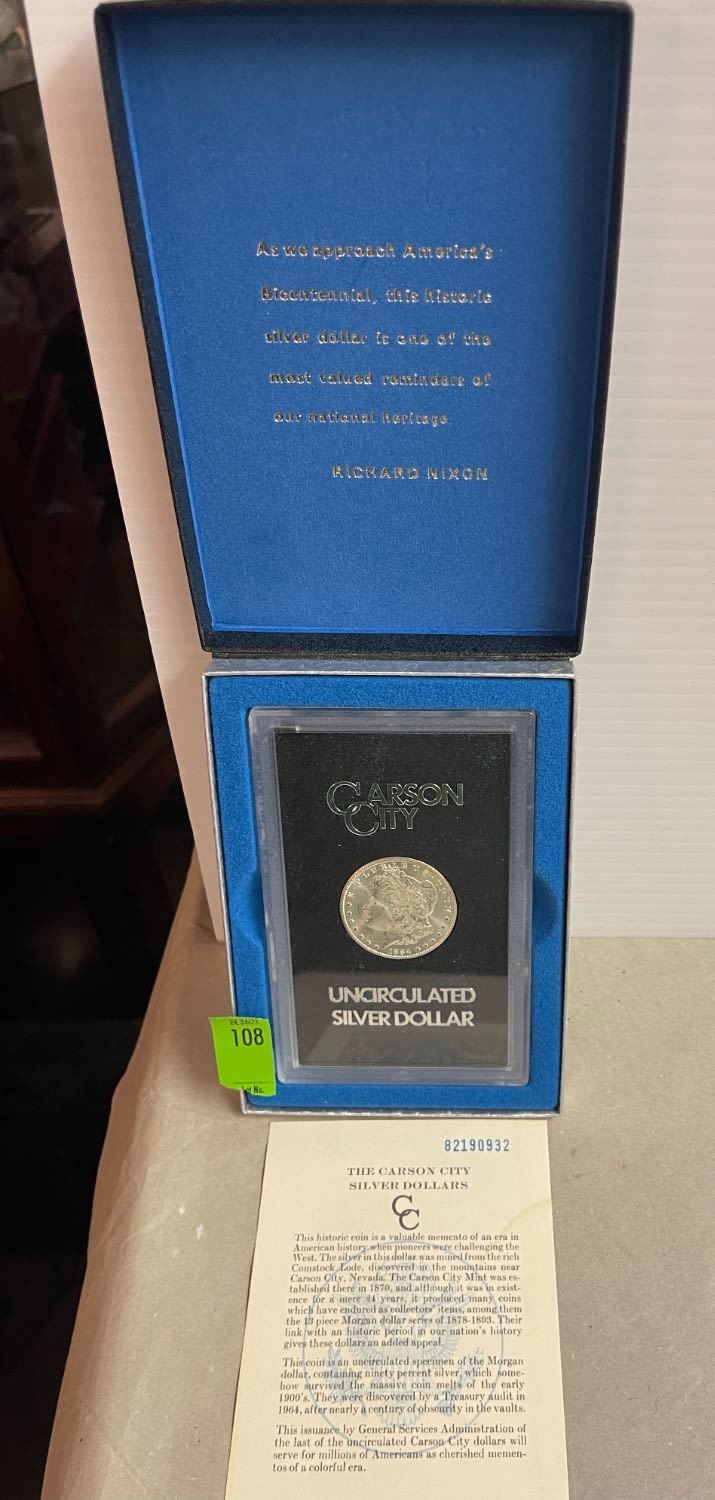 As we approach America's
Bicentennial, this historic
silver dollar is one of the
most valued reminders of
our national heritage
RICHARD NIXON
CARSON
CITY
E PLURIBUS
UNCIRCULATED
SILVER DOLLAR
BE3601
108
Lot No.
82190932
THE CARSON CITY
SILVER DOLLARS
CC
This historic coin is a valuable memento of an era in
American history when pioneers were challenging the
West. The silver in this dollar was mined from the rich
Comstock Lode, discovered in the mountains near
Carson City, Nevada. The Carson City Mint was es-
tablished there in 1870, and although it was in exist-
ence for a mere 24 years, it produced many coins
which have endured as collectors' items, among them
the 13 piece Morgan dollar series of 1878-1893. Their
link with an historic period in our nation's history
gives these dollars an added appeal.
This coin is an uncirculated specimen of the Morgan
dollar, containing ninety percent silver, which some-
how survived the massive coin melts of the early
1900's. They were discovered by a Treasury audit in
1964, after nearly a century of obscurity in the vaults.
This issuance by General Services Administration of
the last of the uncirculated Carson City dollars will
serve for millions of Americans as cherished memen-
tos of a colorful era.